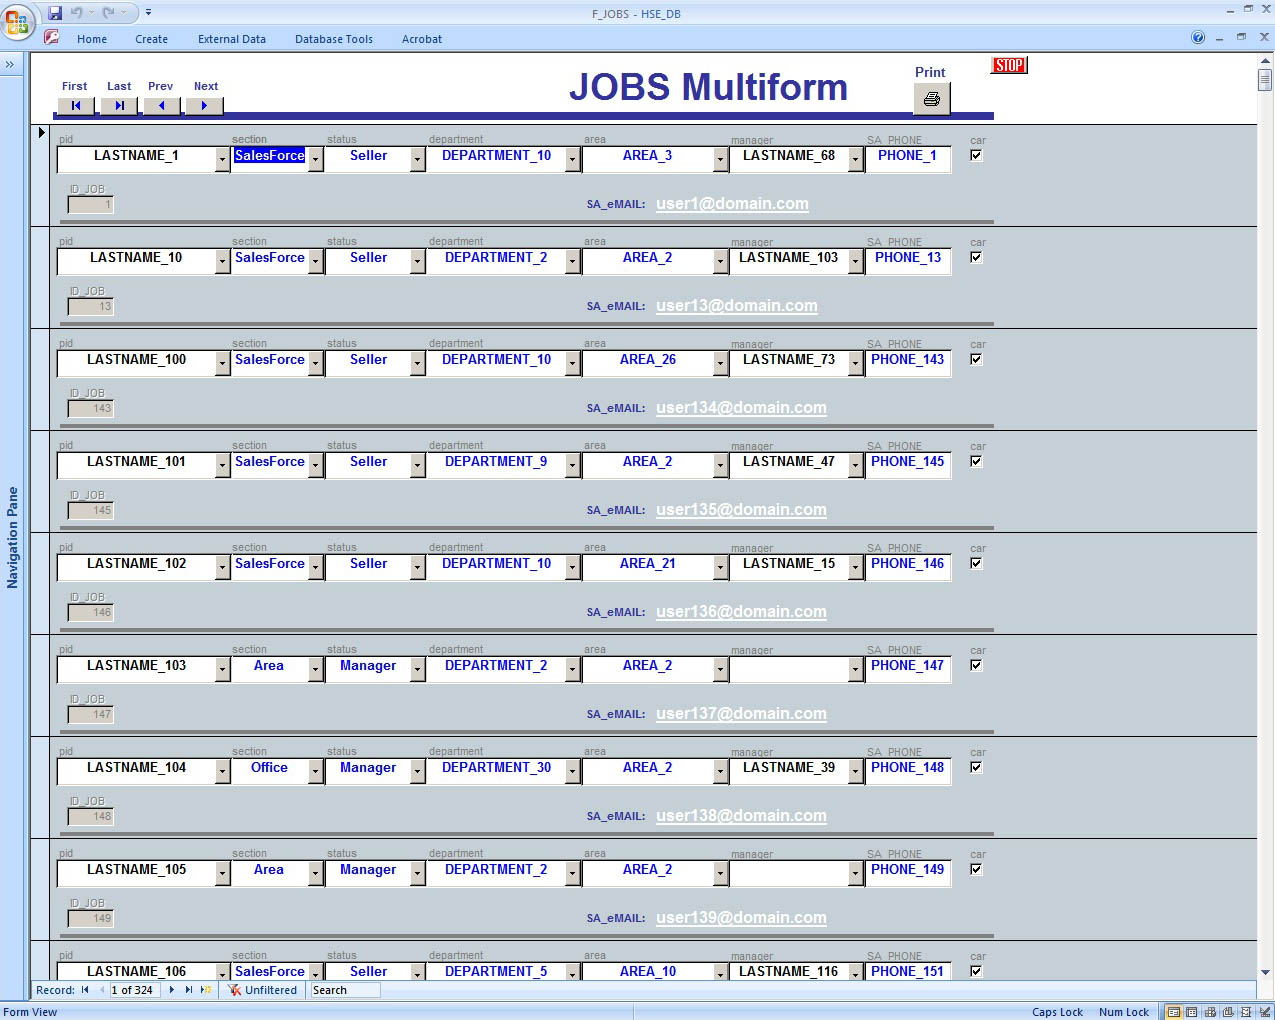 F_JOBS - HSE_DB
Home Create External Data Database Tools Acrobat
»
First Last Prev Next
JOBS Multiform
Print
STOP
pid section status department area manager SA_PHONE car
LASTNAME_1 SalesForce Seller DEPARTMENT_10 AREA_3 LASTNAME_68 PHONE_1
ID_JOB
1 SA_eMAIL: user1@domain.com
pid section status department area manager SA_PHONE car
LASTNAME_10 SalesForce Seller DEPARTMENT_2 AREA_2 LASTNAME_103 PHONE_13
ID_JOB
13 SA_eMAIL: user13@domain.com
pid section status department area manager SA_PHONE car
LASTNAME_100 SalesForce Seller DEPARTMENT_10 AREA_26 LASTNAME_73 PHONE_143
ID_JOB
143 SA_eMAIL: user134@domain.com
pid section status department area manager SA_PHONE car
LASTNAME_101 SalesForce Seller DEPARTMENT_9 AREA_2 LASTNAME_47 PHONE_145
ID_JOB
145 SA_eMAIL: user135@domain.com
pid section status department area manager SA_PHONE car
LASTNAME_102 SalesForce Seller DEPARTMENT_10 AREA_21 LASTNAME_15 PHONE_146
ID_JOB
146 SA_eMAIL: user136@domain.com
pid section status department area manager SA_PHONE car
LASTNAME_103 Area Manager DEPARTMENT_2 AREA_2 PHONE_147
ID_JOB
147 SA_eMAIL: user137@domain.com
pid section status department area manager SA_PHONE car
LASTNAME_104 Office Manager DEPARTMENT_30 AREA_2 LASTNAME_39 PHONE_148
ID_JOB
148 SA_eMAIL: user138@domain.com
pid section status department area manager SA_PHONE car
LASTNAME_105 Area Manager DEPARTMENT_2 AREA_2 PHONE_149
ID_JOB
149 SA_eMAIL: user139@domain.com
pid section status department area manager SA_PHONE car
LASTNAME_106 SalesForce Seller DEPARTMENT_5 AREA_10 LASTNAME_116 PHONE_151
Navigation Pane
Record: 1 of 324 Unfiltered Search
Form View Caps Lock Num Lock